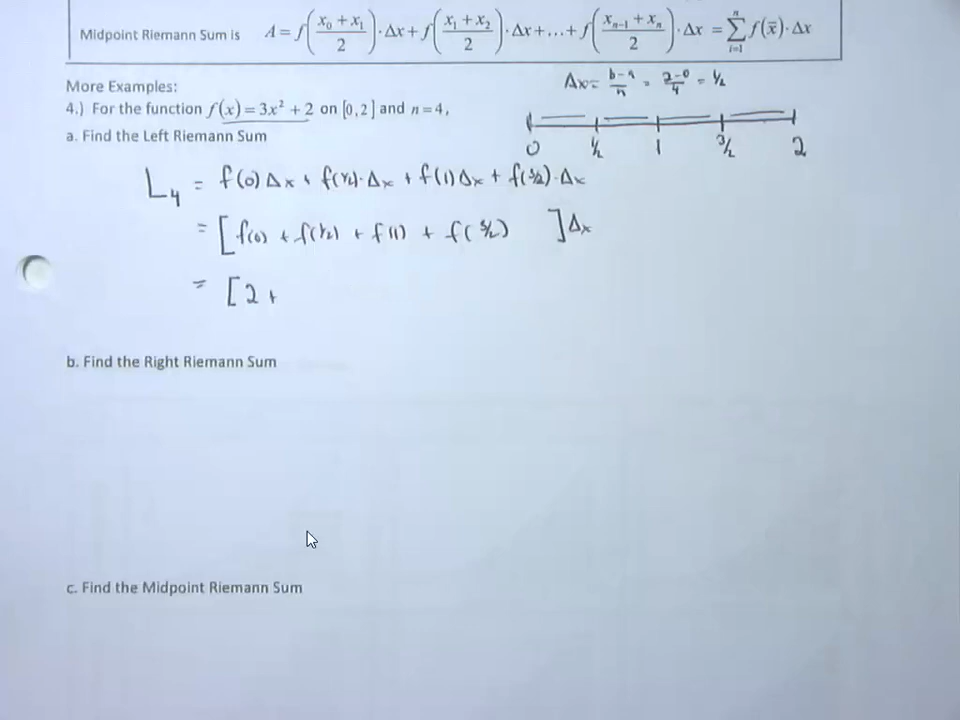 Midpoint Riemann Sum is A = f((x₀ + x₁)/2)·Δx + f((x₁ + x₂)/2)·Δx + ... + f((xₙ₋₁ + xₙ)/2)·Δx = ∑ᵢ₌₁ⁿ f(x̄)·Δx
Δx = (b-a)/n = (2-0)/4 = 1/2
More Examples:
4.) For the function f(x) = 3x² + 2 on [0,2] and n = 4,
0 1/2 1 3/2 2
a. Find the Left Riemann Sum
L₄ = f(0)Δx + f(1/2)·Δx + f(1)Δx + f(3/2)·Δx
= [f(0) + f(1/2) + f(1) + f(3/2) ]Δx
= [2 +
b. Find the Right Riemann Sum
c. Find the Midpoint Riemann Sum